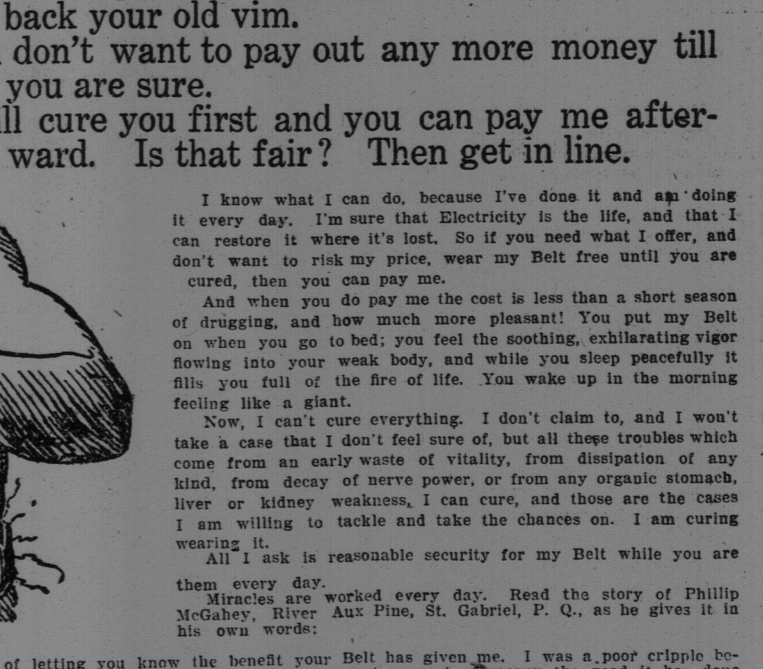 back your old vim.
don't want to pay out any more money till
you are sure.
ll cure you first and you can pay me after-
ward. Is that fair? Then get in line.
I know what I can do, because I've done it and am doing
it every day. I'm sure that Electricity is the life, and that I
can restore it where it's lost. So if you need what I offer, and
don't want to risk my price, wear my Belt free until you are
cured, then you can pay me.
And when you do pay me the cost is less than a short season
of drugging, and how much more pleasant! You put my Belt
on when you go to bed; you feel the soothing, exhilarating vigor
flowing into your weak body, and while you sleep peacefully it
fills you full of the fire of life. You wake up in the morning
feeling like a giant.
Now, I can't cure everything. I don't claim to, and I won't
take a case that I don't feel sure of, but all these troubles which
come from an early waste of vitality, from dissipation of any
kind, from decay of nerve power, or from any organic stomach,
liver or kidney weakness, I can cure, and those are the cases
I am willing to tackle and take the chances on. I am curing
wearing it.
All I ask is reasonable security for my Belt while you are
them every day.
Miracles are worked every day. Read the story of Phillip
McGahey, River Aux Pine, St. Gabriel, P. Q., as he gives it in
his own words:
of letting you know the benefit your Belt has given me. I was a poor cripple be-